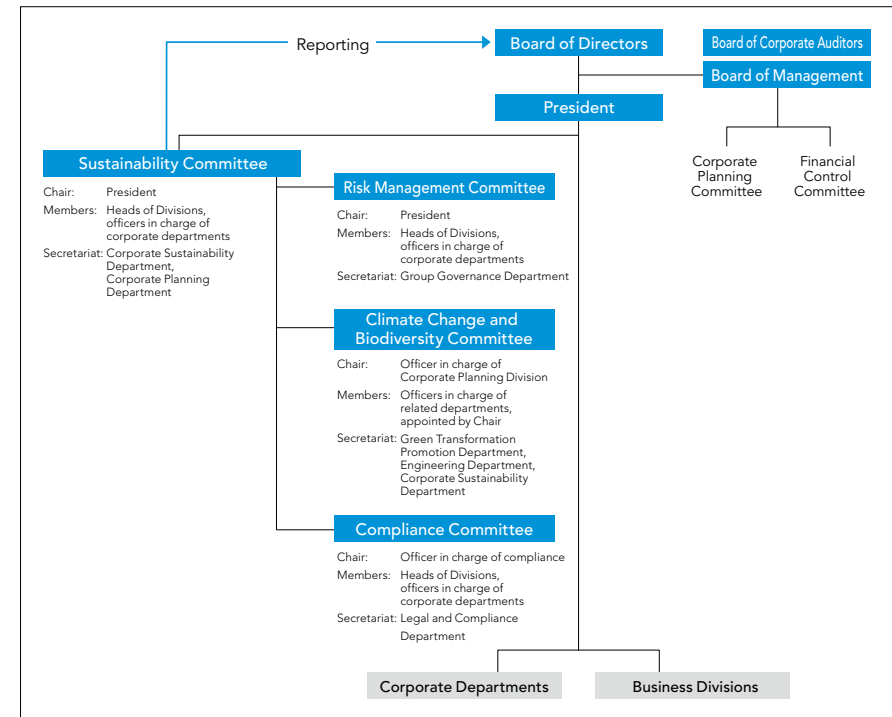 Reporting
Board of Directors
Board of Corporate Auditors
Board of Management
President
Corporate
Planning
Committee
Financial
Control
Committee
Sustainability Committee
Chair: President
Members: Heads of Divisions,
officers in charge of
corporate departments
Secretariat: Corporate Sustainability
Department,
Corporate Planning
Department
Risk Management Committee
Chair: President
Members: Heads of Divisions,
officers in charge of
corporate departments
Secretariat: Group Governance Department
Climate Change and
Biodiversity Committee
Chair: Officer in charge of
Corporate Planning Division
Members: Officers in charge of
related departments,
appointed by Chair
Secretariat: Green Transformation
Promotion Department,
Engineering Department,
Corporate Sustainability
Department
Compliance Committee
Chair: Officer in charge of compliance
Members: Heads of Divisions,
officers in charge of
corporate departments
Secretariat: Legal and Compliance
Department
Corporate Departments
Business Divisions